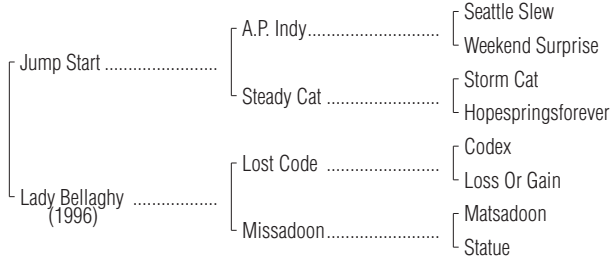 Seattle Slew
A.P. Indy........................................
Weekend Surprise
Jump Start ..................................
Storm Cat
Steady Cat ..................................
Hopespringsforever
Codex
Lost Code ..................................
Loss Or Gain
Lady Bellaghy .........................
(1996)
Matsadoon
Missadoon..................................
Statue